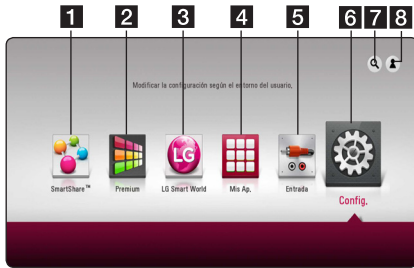 1 2 3 4 5 6 7 8
Modificar la configuración según el entorno del usuario.
LG
SmartShare™ Premium LG Smart World Mis Ap. Entrada Config.